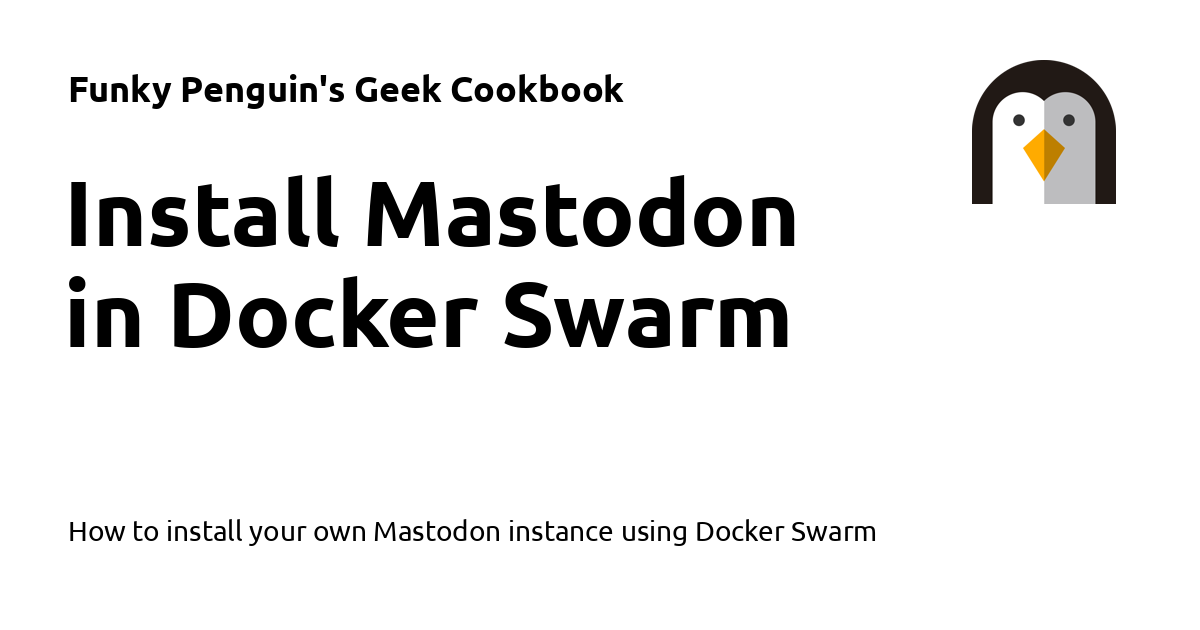 Funky Penguin's Geek Cookbook
Install Mastodon
in Docker Swarm
How to install your own Mastodon instance using Docker Swarm